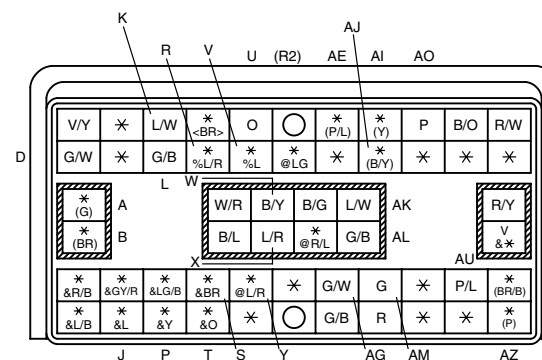 K
AJ
R V U (R2) AE AI AO
V/Y * L/W * <BR> O * (P/L) * (Y) P B/O R/W
D
G/W * G/B * %L/R * %L * @LG * * (B/Y) * * *
L W
* (G) A W/R B/Y B/G L/W AK R/Y
* (BR) B B/L L/R * @R/L G/B AL V &*
X AU
* &R/B * &GY/R * &LG/B * &BR * @L/R * G/W G * P/L * (BR/B)
* &L/B * &L * &Y * &O * G/B R * * * (P)
J P T S Y AG AM AZ